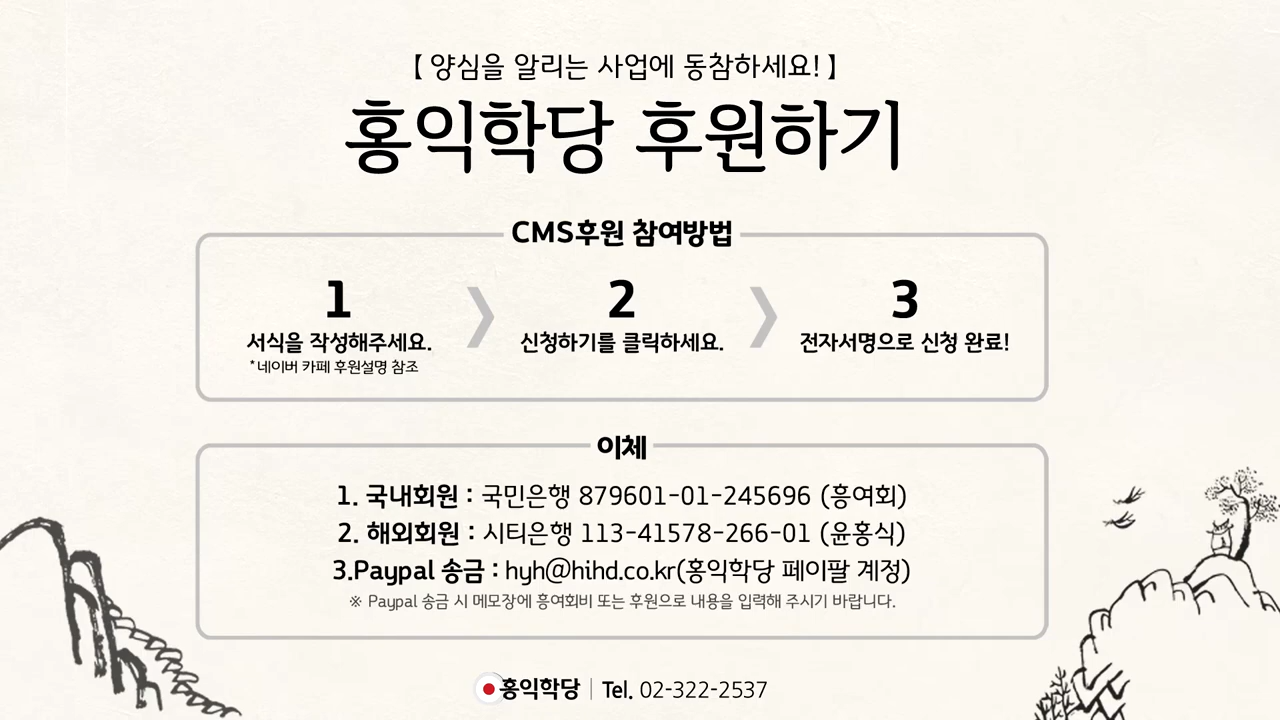 【 양심을 알리는 사업에 동참하세요! 】
홍익학당 후원하기
CMS후원 참여방법
1
서식을 작성해주세요.
*네이버 카페 후원설명 참조
2
신청하기를 클릭하세요.
3
전자서명으로 신청 완료!
이체
1. 국내회원 : 국민은행 879601-01-245696 (흥여회)
2. 해외회원 : 시티은행 113-41578-266-01 (윤홍식)
3.Paypal 송금 : hyh@hihd.co.kr(홍익학당 페이팔 계정)
※ Paypal 송금 시 메모장에 흥여회비 또는 후원으로 내용을 입력해 주시기 바랍니다.
홍익학당 | Tel. 02-322-2537